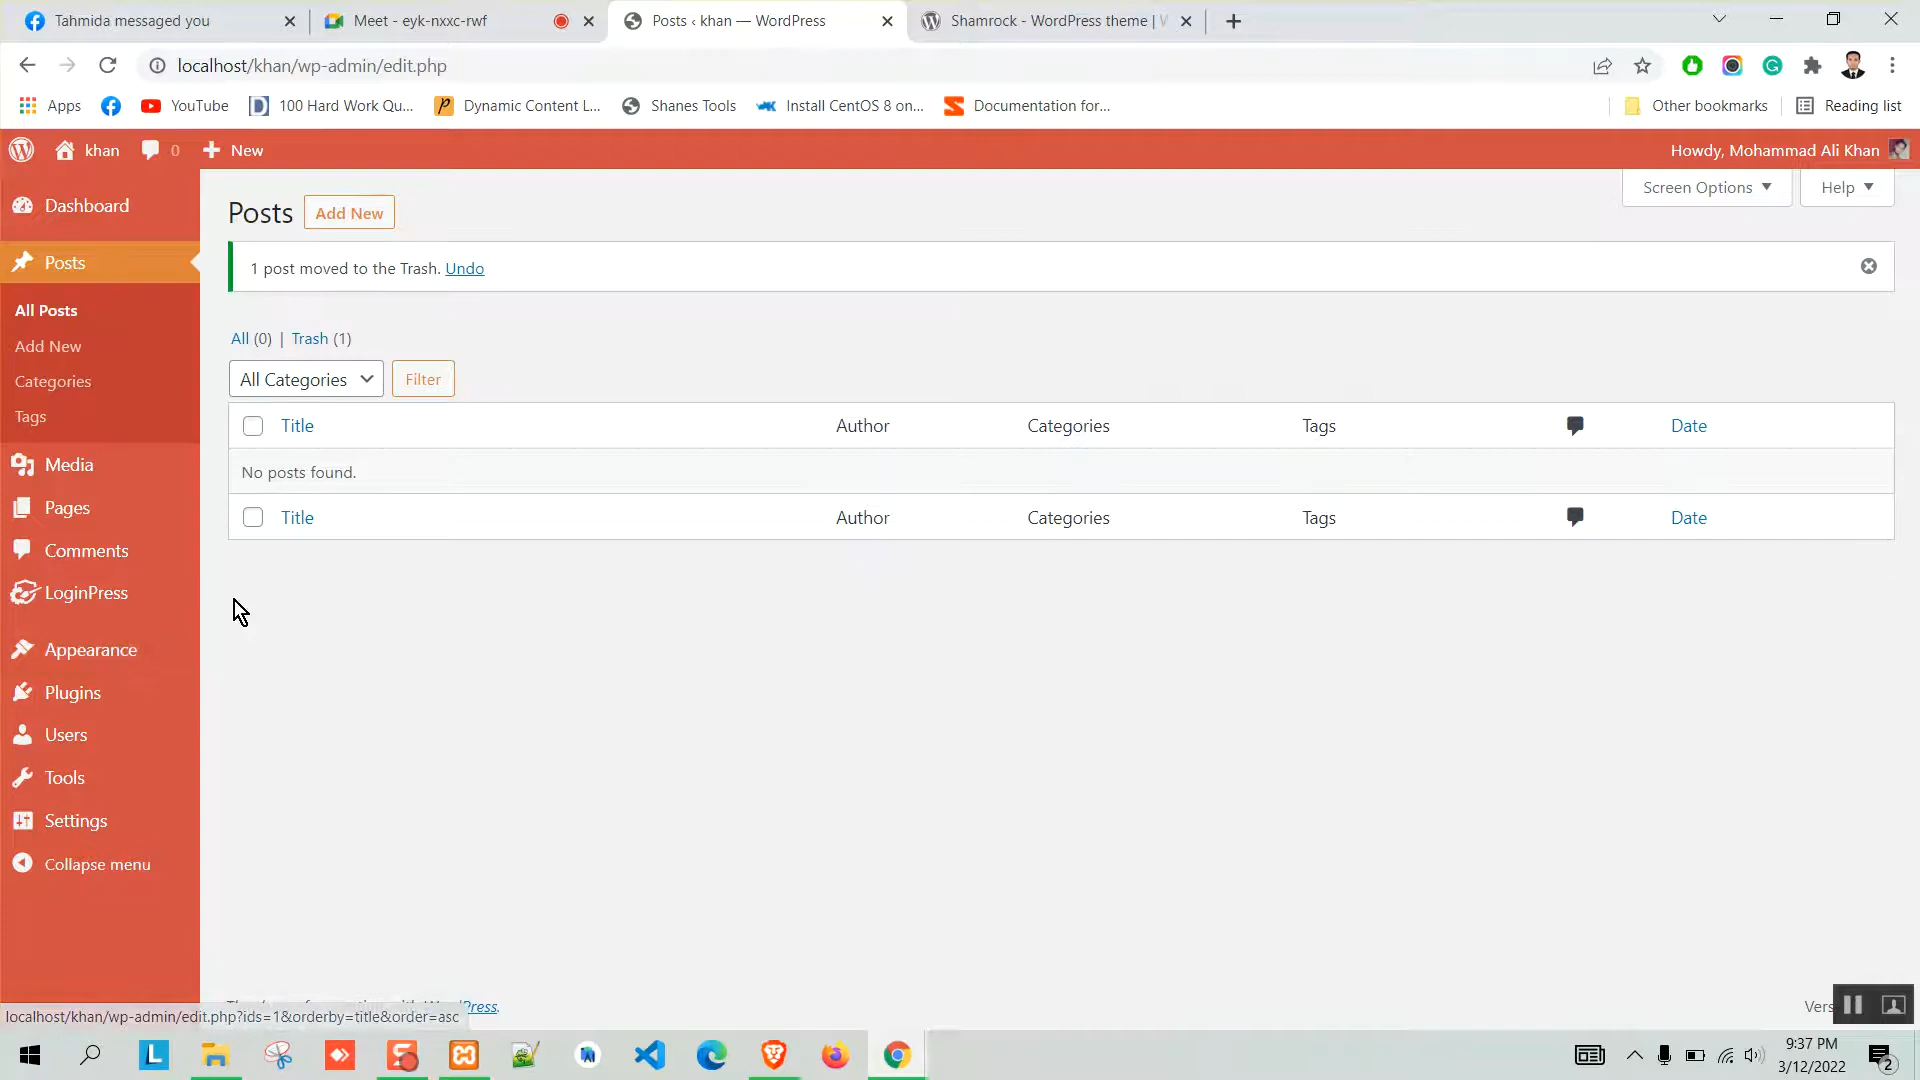 Tahmida messaged you
Meet - eyk-nxxc-rwf
Posts ‹ khan — WordPress
Shamrock - WordPress theme | W
localhost/khan/wp-admin/edit.php
Apps
YouTube
100 Hard Work Qu...
Dynamic Content L...
Shanes Tools
Install CentOS 8 on...
Documentation for...
Other bookmarks
Reading list
khan
0
New
Howdy, Mohammad Ali Khan
Dashboard
Posts
All Posts
Add New
Categories
Tags
Media
Pages
Comments
LoginPress
Appearance
Plugins
Users
Tools
Settings
Collapse menu
Screen Options
Help
Posts
Add New
1 post moved to the Trash. Undo
All (0) | Trash (1)
All Categories
Filter
Title Author Categories Tags Date
No posts found.
Title Author Categories Tags Date
localhost/khan/wp-admin/edit.php?ids=1&orderby=title&order=asc
9:37 PM
3/12/2022
2